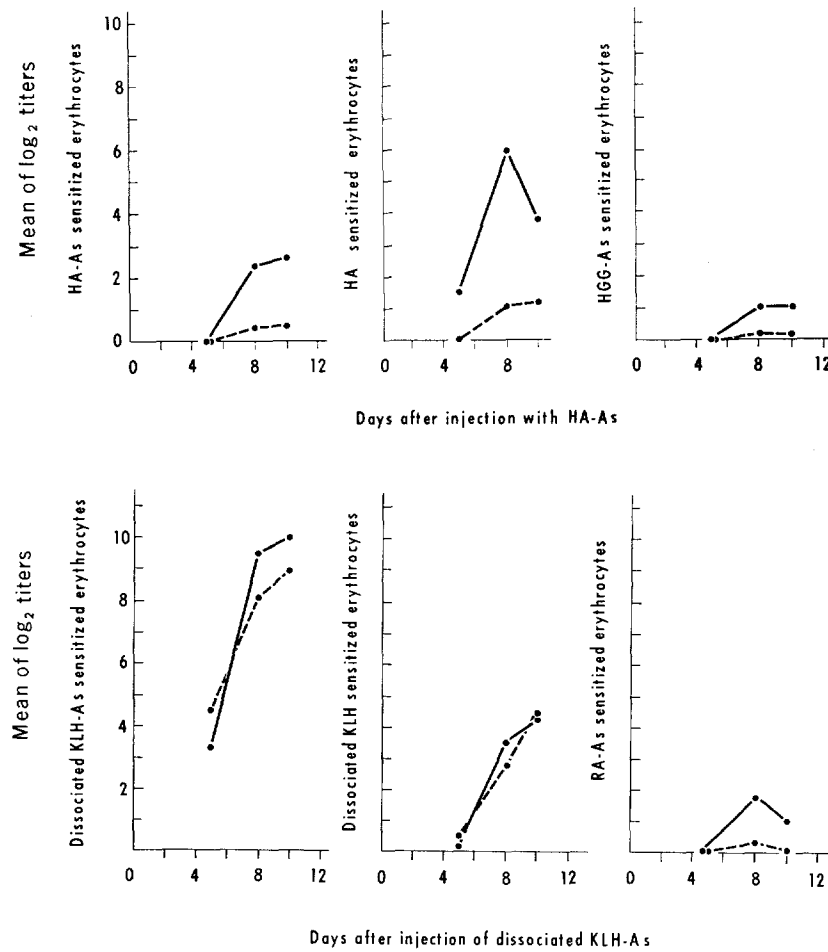 Mean of log₂ titers
HA-As sensitized erythrocytes
10
8
6
4
2
0
0 4 8 12
HA sensitized erythrocytes
0 4 8 12
HGG-As sensitized erythrocytes
0 4 8 12
Days after injection with HA-As
Mean of log₂ titers
Dissociated KLH-As sensitized erythrocytes
10
8
6
4
2
0 4 8 12
Dissociated KLH sensitized erythrocytes
0 4 8 12
RA-As sensitized erythrocytes
0 4 8 12
Days after injection of dissociated KLH-As